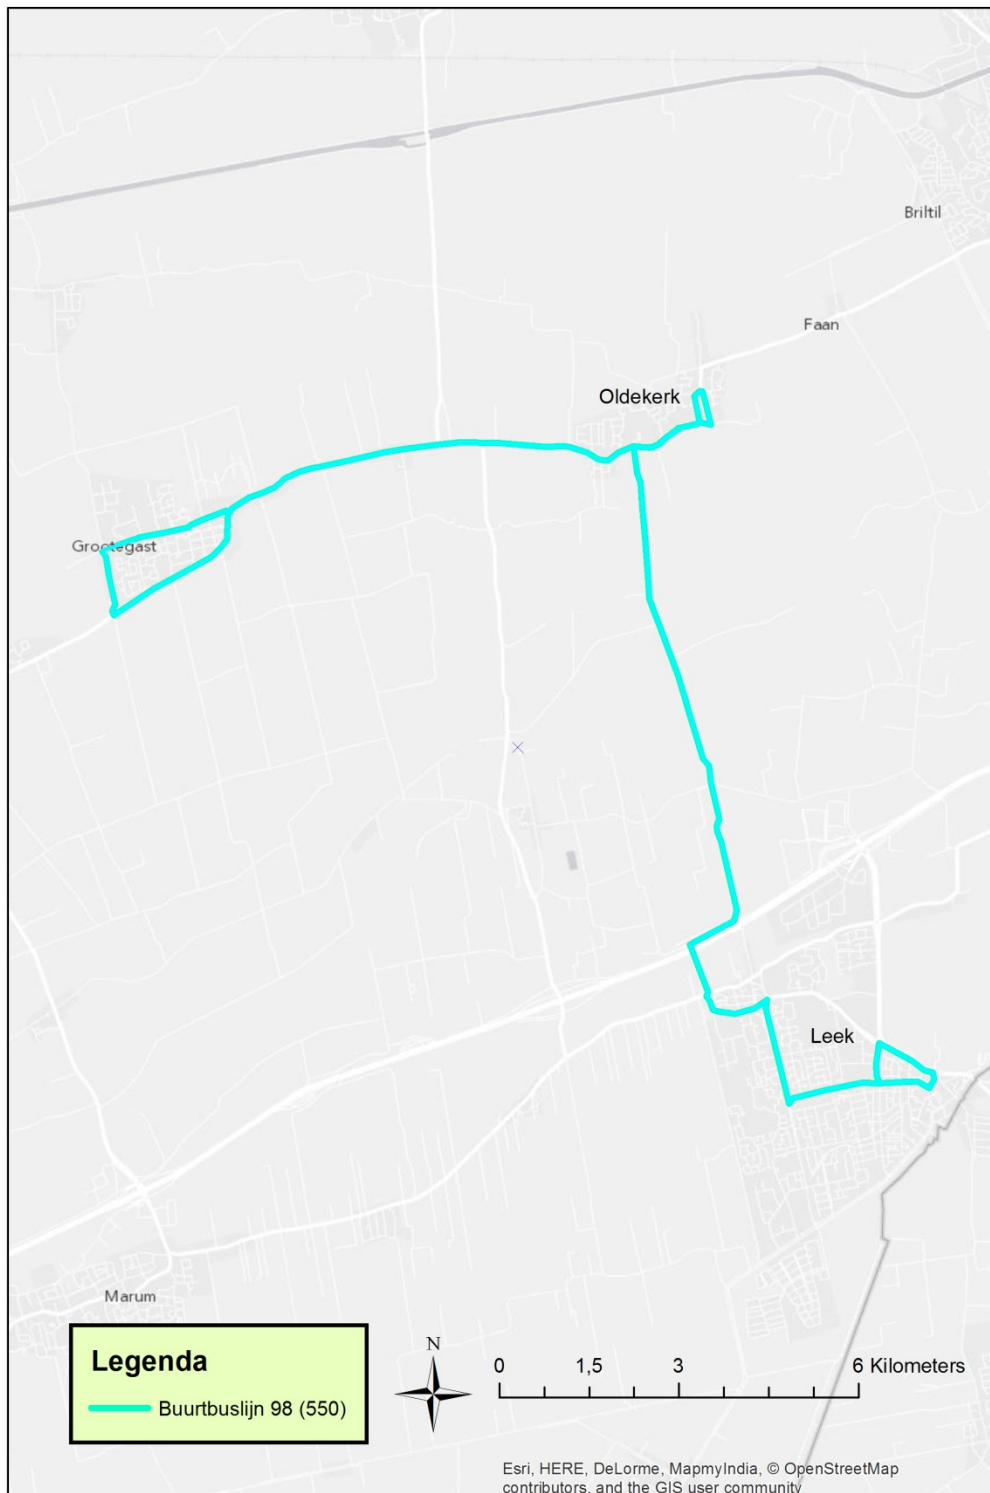 Briltil
Faan
Oldekerk
Grootegast
Leek
Marum
Legenda
Buurtbuslijn 98 (550)
N
0 1,5 3 6 Kilometers
Esri, HERE, DeLorme, MapmyIndia, © OpenStreetMap
contributors, and the GIS user community